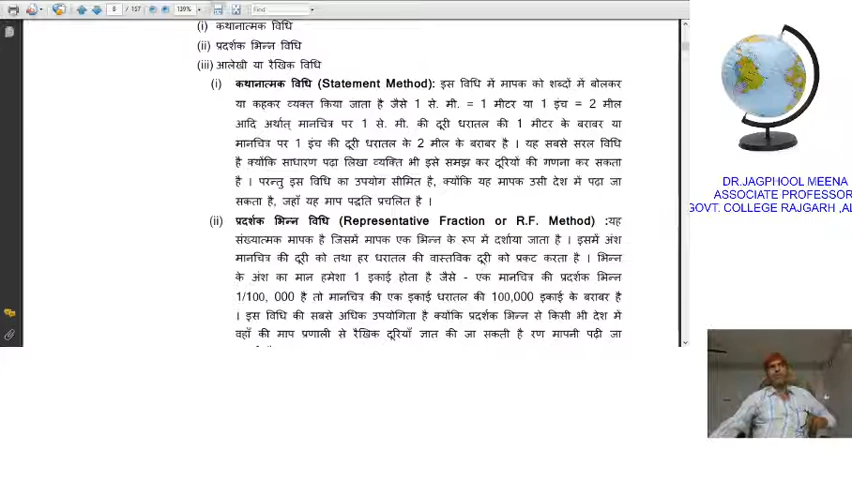 8 / 157
139%
Find
(i) कथानात्मक विधि
(ii) प्रदर्शक भिन्न विधि
(iii) आलेखी या रैखिक विधि
(i) कथानात्मक विधि (Statement Method): इस विधि में मापक को शब्दों में बोलकर
या कहकर व्यक्त किया जाता है जैसे 1 से. मी. = 1 मीटर या 1 इंच = 2 मील
आदि अर्थात् मानचित्र पर 1 से. मी. की दूरी धरातल की 1 मीटर के बराबर या
मानचित्र पर 1 इंच की दूरी धरातल के 2 मील के बराबर है । यह सबसे सरल विधि
है क्योंकि साधारण पढ़ा लिखा व्यक्ति भी इसे समझ कर दूरियों की गणना कर सकता
है । परन्तु इस विधि का उपयोग सीमित है, क्योंकि यह मापक उसी देश में पढ़ा जा
सकता है, जहाँ यह माप पद्धति प्रचलित है ।
(ii) प्रदर्शक भिन्न विधि (Representative Fraction or R.F. Method) :यह
संख्यात्मक मापक है जिसमें मापक एक भिन्न के रूप में दर्शाया जाता है । इसमें अंश
मानचित्र की दूरी को तथा हर धरातल की वास्तविक दूरी को प्रकट करता है । भिन्न
के अंश का मान हमेशा 1 इकाई होता है जैसे - एक मानचित्र की प्रदर्शक भिन्न
1/100, 000 है तो मानचित्र की एक इकाई धरातल की 100,000 इकाई के बराबर है
। इस विधि की सबसे अधिक उपयोगिता है क्योंकि प्रदर्शक भिन्न से किसी भी देश में
वहाँ की माप प्रणाली से रैखिक दूरियाँ ज्ञात की जा सकती है रण मापनी पढ़ी जा
DR.JAGPHOOL MEENA
ASSOCIATE PROFESSOR
GOVT. COLLEGE RAJGARH ,AL